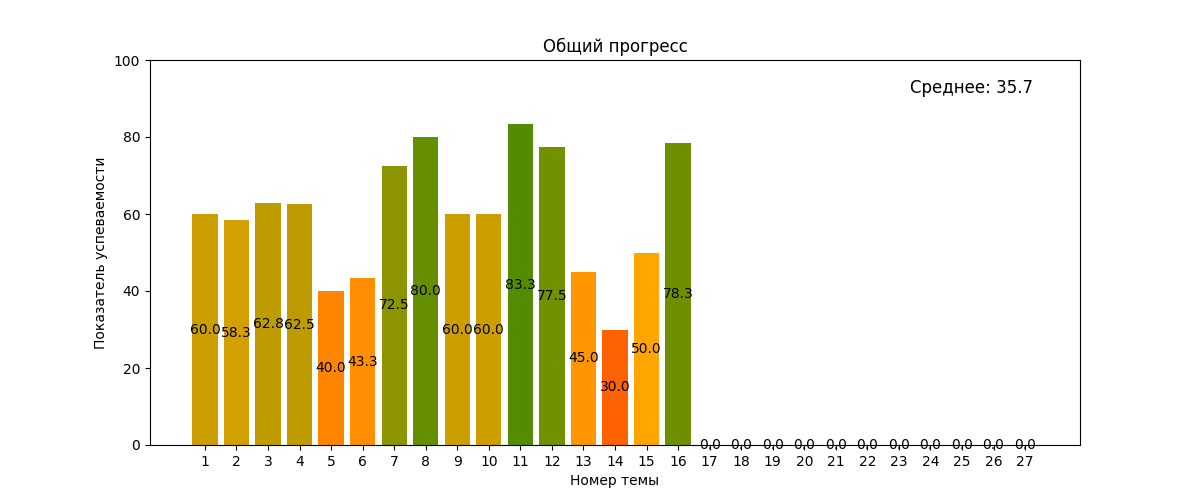 Общий прогресс
Среднее: 35.7
Показатель успеваемости
100
80
60
40
20
0
60.0 58.3 62.8 62.5 40.0 43.3 72.5 80.0 60.0 60.0 83.3 77.5 45.0 30.0 50.0 78.3 0.0 0.0 0.0 0.0 0.0 0.0 0.0 0.0 0.0 0.0 0.0
1 2 3 4 5 6 7 8 9 10 11 12 13 14 15 16 17 18 19 20 21 22 23 24 25 26 27
Номер темы